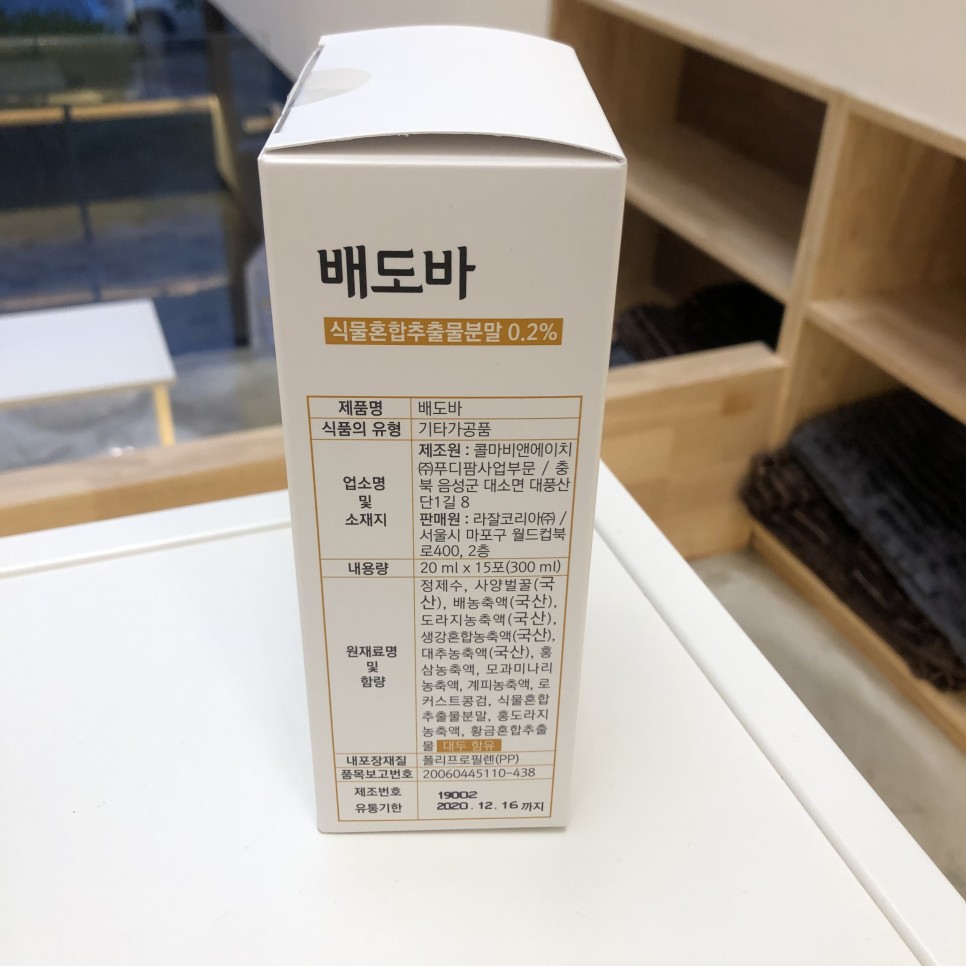 배도바
식물혼합추출물분말 0.2%
제품명 배도바
식품의 유형 기타가공품
업소명
및
소재지
제조원 : 콜마비앤에이치
㈜푸디팜사업부문 / 충
북 음성군 대소면 대풍산
단1길 8
판매원 : 라잘코리아㈜ /
서울시 마포구 월드컵북
로400, 2층
내용량 20 ml x 15포(300 ml)
원재료명
및
함량
정제수, 사양벌꿀(국
산), 배농축액(국산),
도라지농축액(국산),
생강혼합농축액(국산),
대추농축액(국산), 홍
삼농축액, 모과미나리
농축액, 계피농축액, 로
커스트콩검, 식물혼합
추출물분말, 홍도라지
농축액, 황금혼합추출
물 대두 함유
내포장재질 폴리프로필렌(PP)
품목보고번호 20060445110-438
제조번호 19002
유통기한 2020.12.16 까지